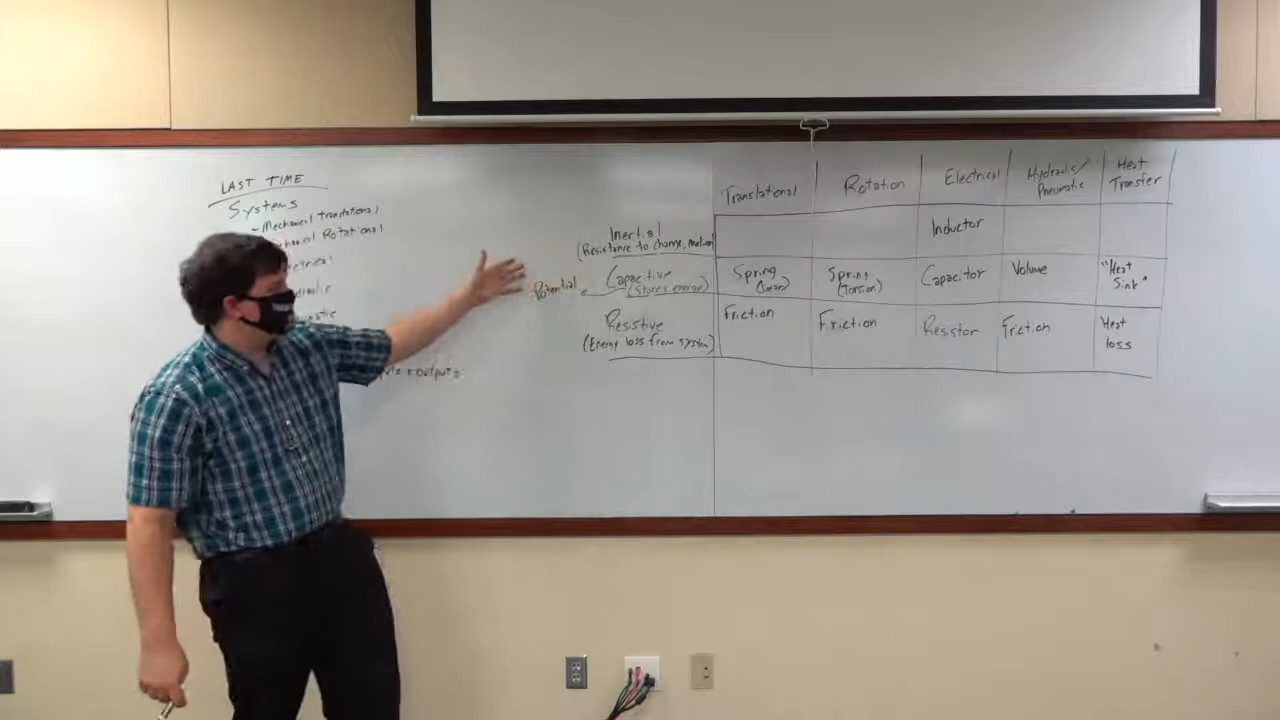 LAST TIME
Systems
- Mechanical Translational
Rotational
Translational
Rotation
Electrical
Hydraulic/
Pneumatic
Heat
Transfer
Inertial
(Resistance to change, motion)
Inductor
Potential
Capacitive
(Stores energy)
Spring
(linear)
Spring
(torsion)
Capacitor
Volume
"Heat
Sink"
Resistive
(Energy loss from system)
Friction
Friction
Resistor
Friction
Heat
loss
outputs